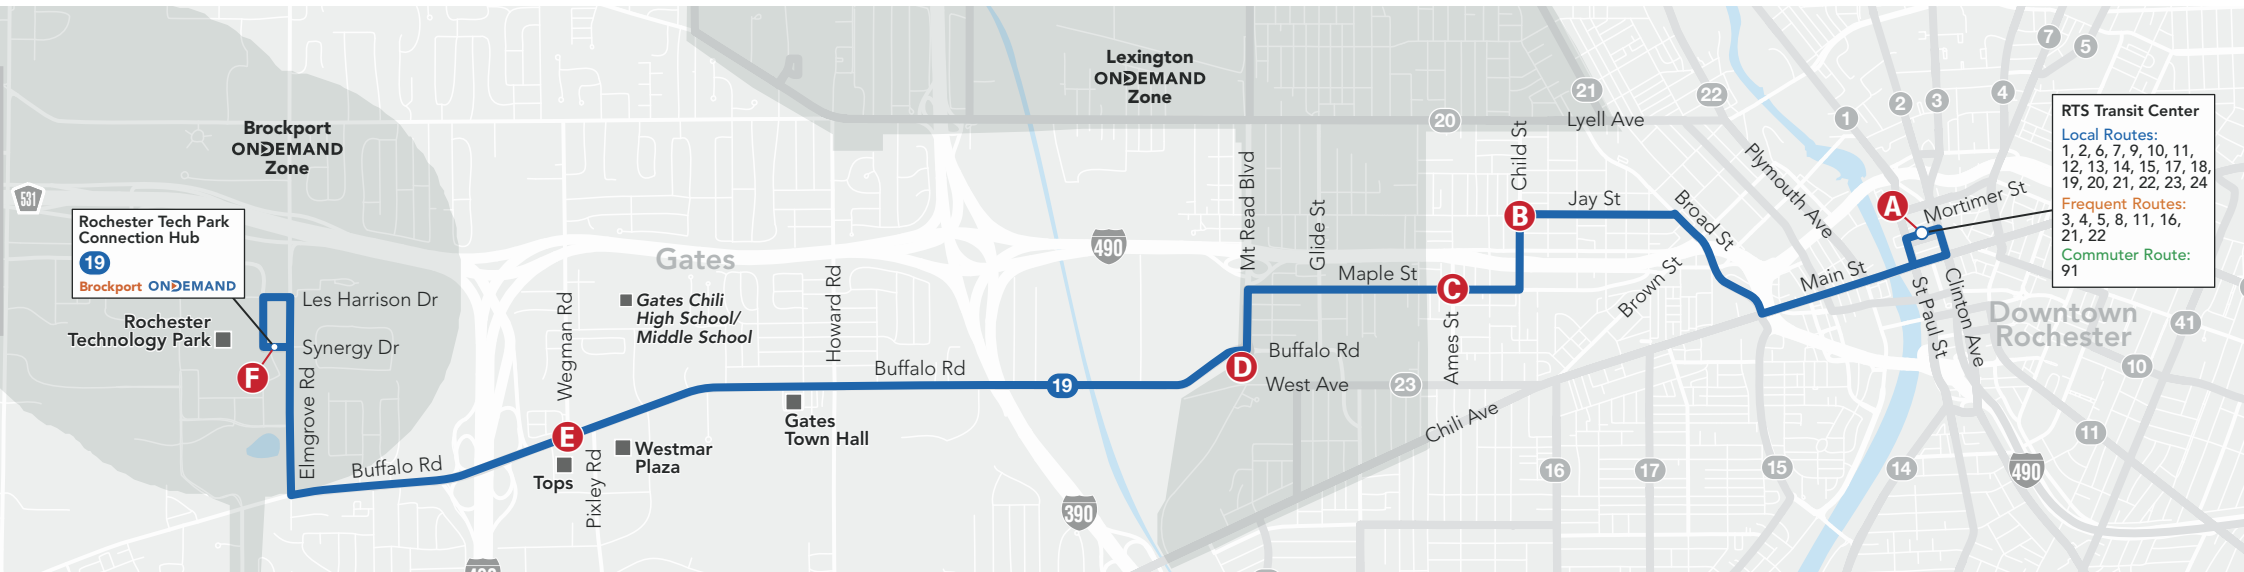 Brockport
ONDEMAND
Zone
Lexington
ONDEMAND
Zone
531
Rochester Tech Park
Connection Hub
19
Brockport ONDEMAND
Rochester
Technology Park
F
Les Harrison Dr
Synergy Dr
Elmgrove Rd
Buffalo Rd
Wegman Rd
E
Tops
Pixley Rd
Westmar
Plaza
Gates
Gates Chili
High School/
Middle School
Howard Rd
Gates
Town Hall
Buffalo Rd
19
490
390
Mt Read Blvd
Glide St
D
Buffalo Rd
West Ave
23
Maple St
C
Ames St
Chili Ave
20
Lyell Ave
21
22
Child St
B
Jay St
Broad St
Brown St
Plymouth Ave
Main St
16
17
15
14
1
2
3
4
7
5
A
Mortimer St
St Paul St
Clinton Ave
Downtown
Rochester
41
10
11
490
RTS Transit Center
Local Routes:
1, 2, 6, 7, 9, 10, 11,
12, 13, 14, 15, 17, 18,
19, 20, 21, 22, 23, 24
Frequent Routes:
3, 4, 5, 8, 11, 16,
21, 22
Commuter Route:
91